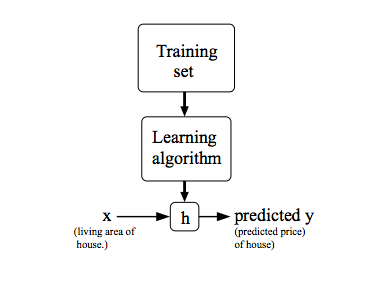 Training
set
Learning
algorithm
x
h
predicted y
(living area of
house.)
(predicted price)
of house)